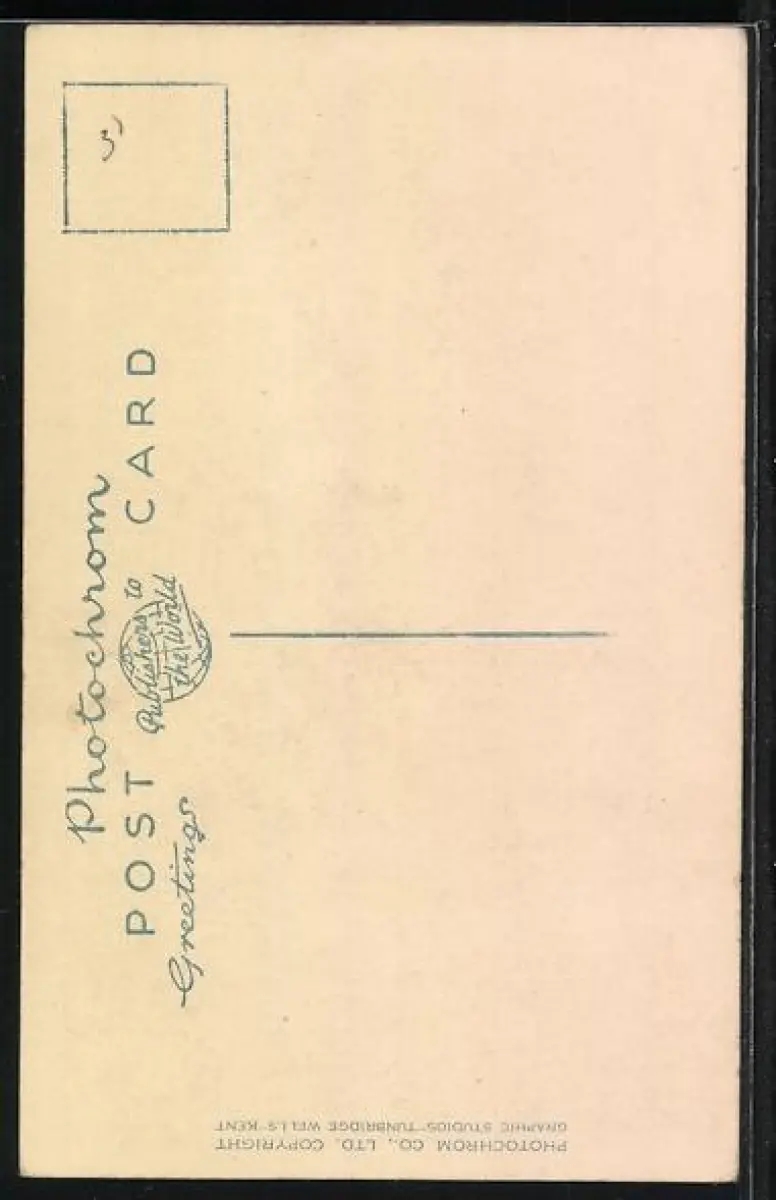 Photochrom
POST CARD
Publishers to
the World
Greetings
PHOTOCHROM CO., LTD. COPYRIGHT
GRAPHIC STUDIOS TUNBRIDGE WELLS KENT